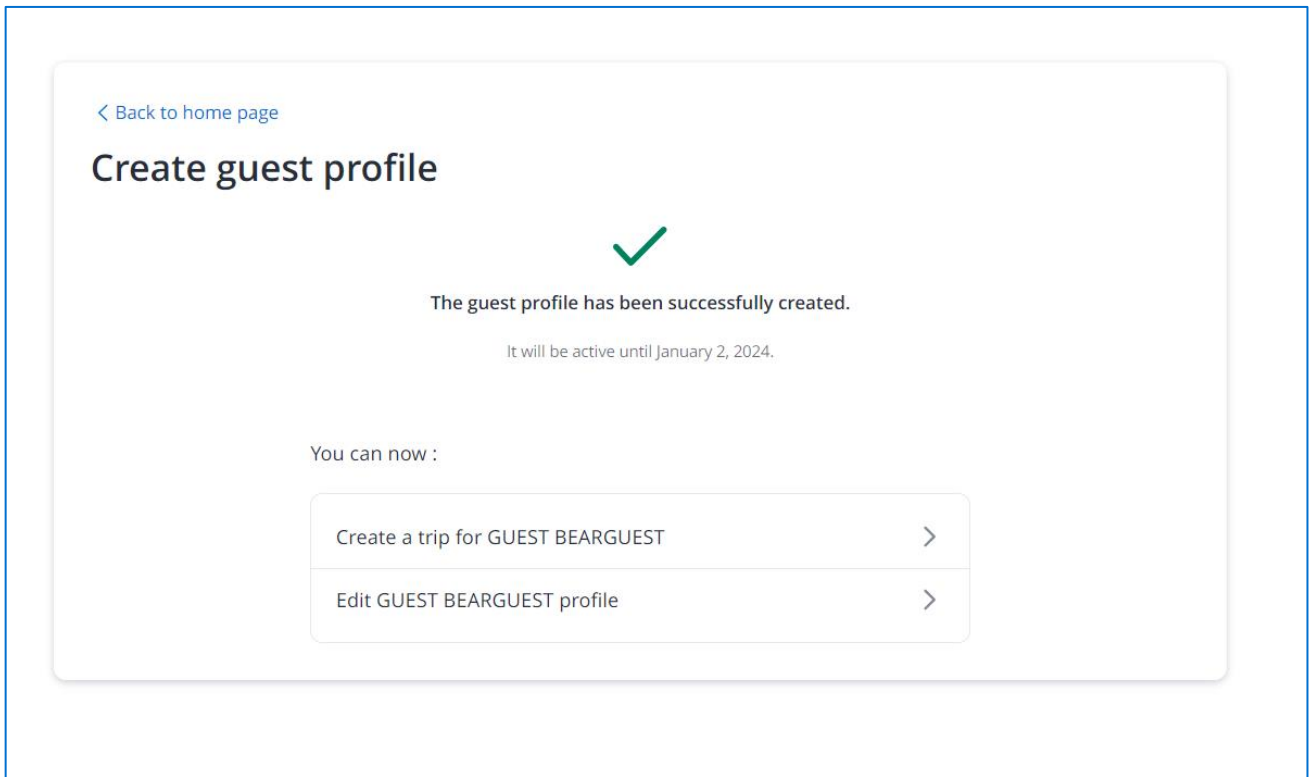 Back to home page
Create guest profile
The guest profile has been successfully created.
It will be active until January 2, 2024.
You can now :
Create a trip for GUEST BEARGUEST
Edit GUEST BEARGUEST profile